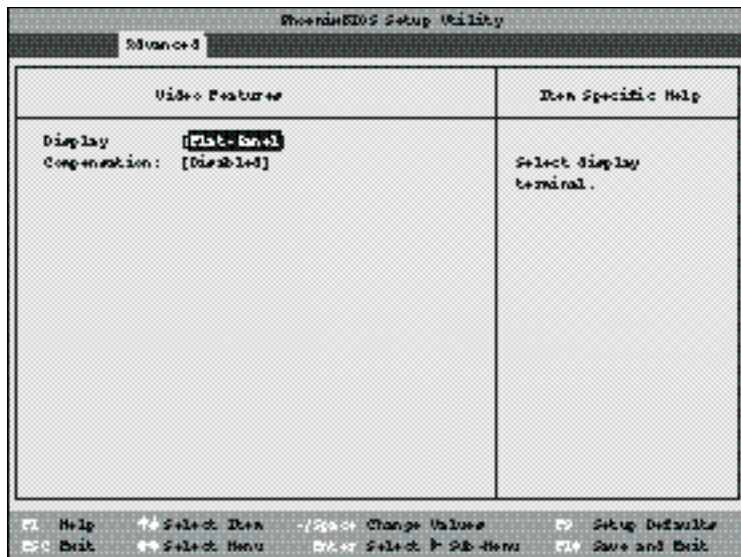 PhoenixBIOS Setup Utility
Advanced
Video Features
Item Specific Help
Display [Flat-Panel]
Compensation: [Disabled]
Select display
terminal.
F1 Help ↑↓ Select Item -/Space Change Values F9 Setup Defaults
ESC Exit ←→ Select Menu Enter Select ▶ Sub-Menu F10 Save and Exit